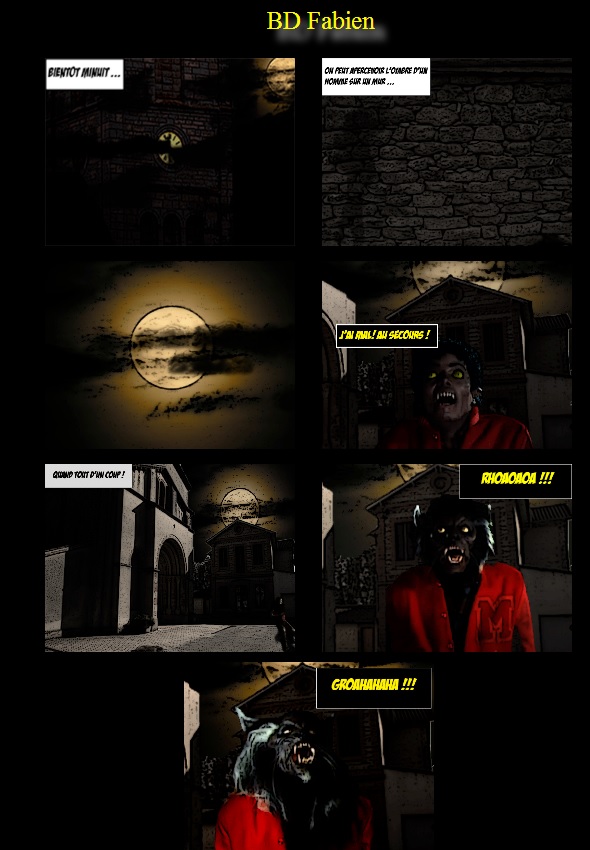 BD Fabien
BIENTÔT MINUIT ...
ON PEUT APERCEVOIR L'OMBRE D'UN
HOMME SUR UN MUR ...
J'AI MAL! AU SECOURS !
QUAND TOUT D'UN COUP !
RHOAOAOA !!!
M
GROAHAHAHA !!!